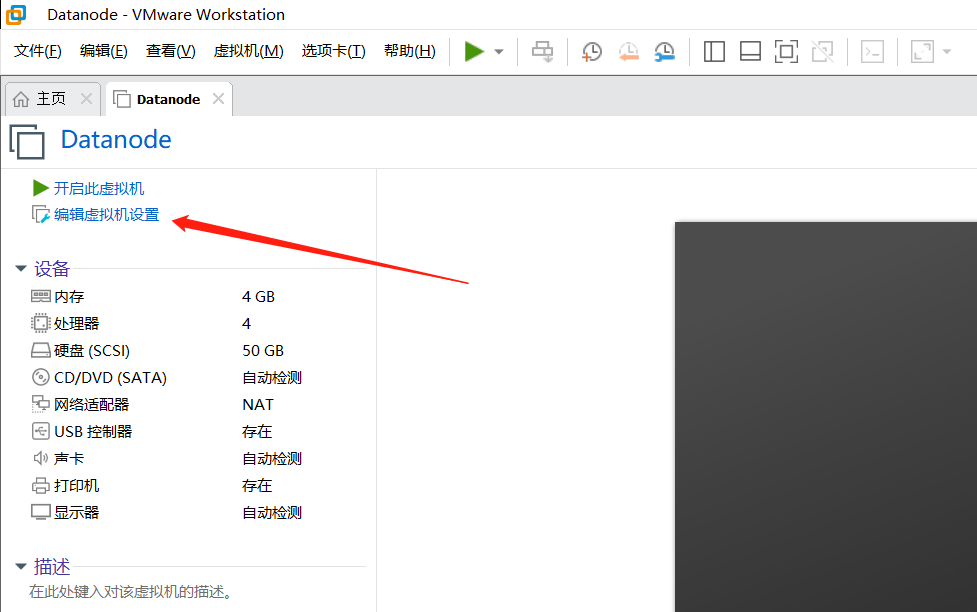 Datanode - VMware Workstation
文件(F) 编辑(E) 查看(V) 虚拟机(M) 选项卡(T) 帮助(H)
主页 Datanode
Datanode
开启此虚拟机
编辑虚拟机设置
设备
内存 4 GB
处理器 4
硬盘 (SCSI) 50 GB
CD/DVD (SATA) 自动检测
网络适配器 NAT
USB 控制器 存在
声卡 自动检测
打印机 存在
显示器 自动检测
描述
在此处键入对该虚拟机的描述。